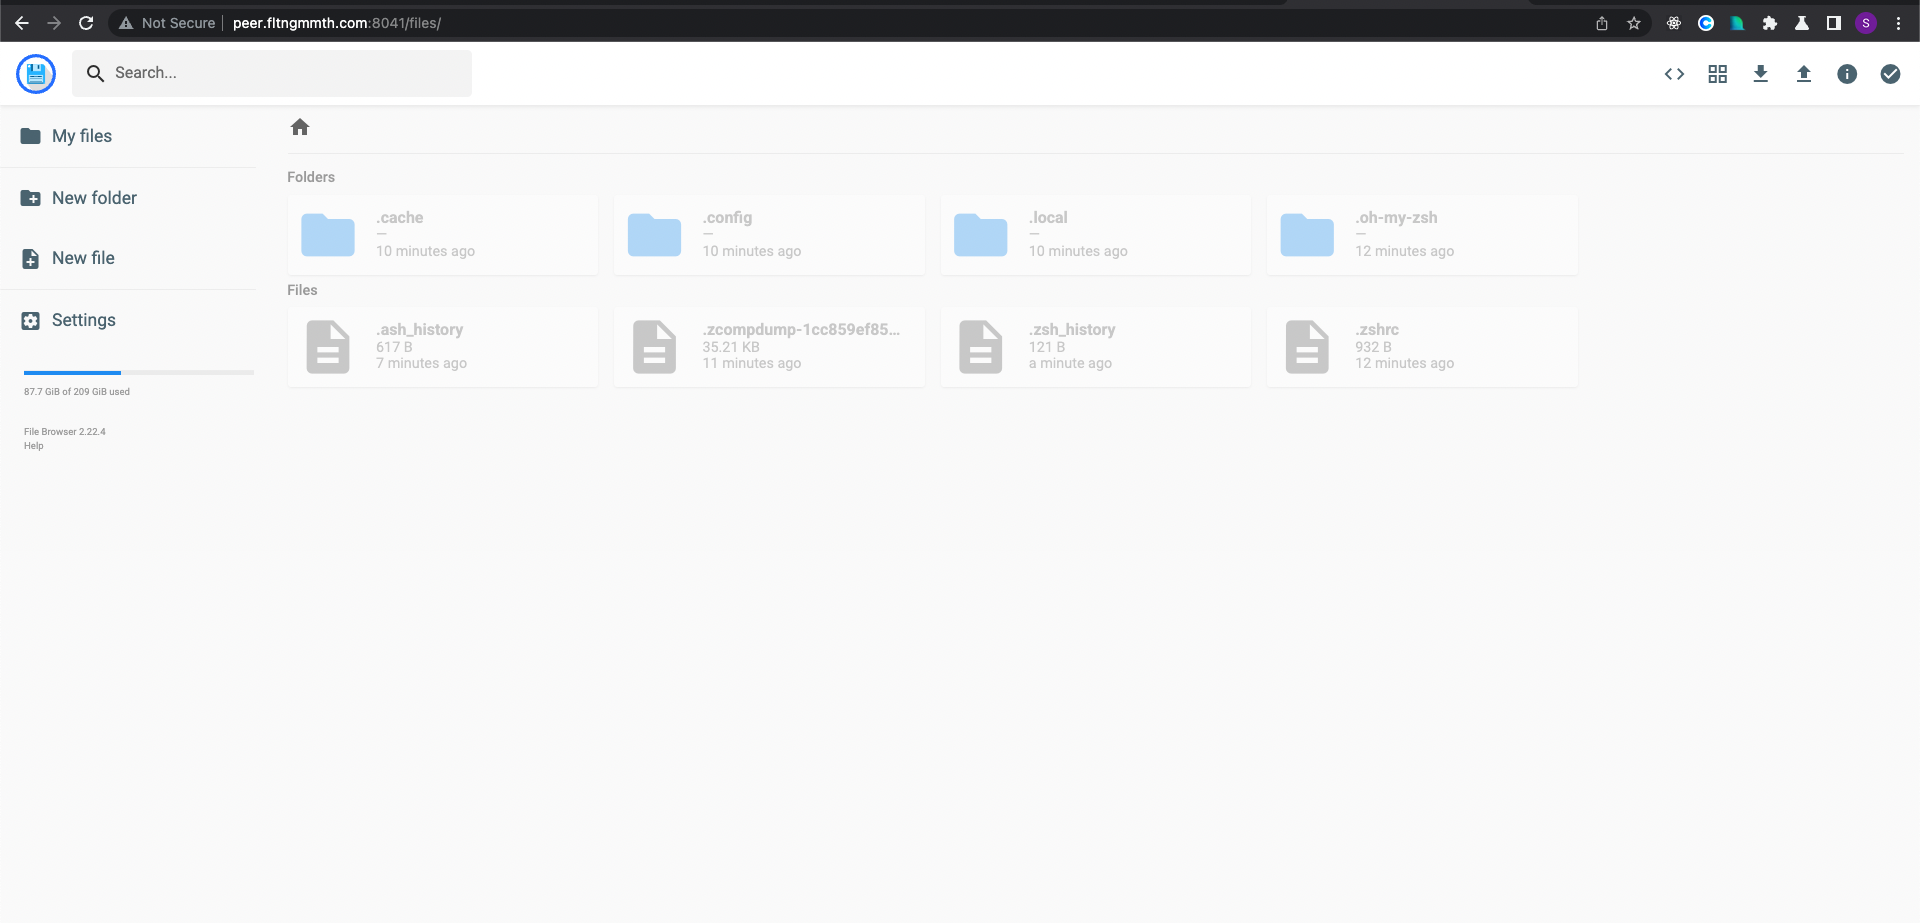 Not Secure peer.fltngmmth.com:8041/files/
S
Search...
My files
New folder
New file
Settings
87.7 GiB of 209 GiB used
File Browser 2.22.4
Help
Folders
.cache
—
10 minutes ago
.config
—
10 minutes ago
.local
—
10 minutes ago
.oh-my-zsh
—
12 minutes ago
Files
.ash_history
617 B
7 minutes ago
.zcompdump-1cc859ef85...
35.21 KB
11 minutes ago
.zsh_history
121 B
a minute ago
.zshrc
932 B
12 minutes ago